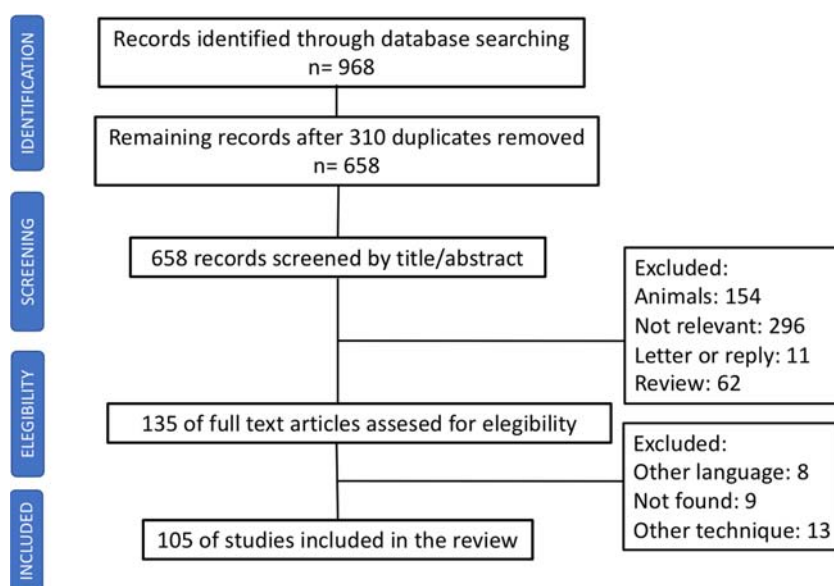 IDENTIFICATION
Records identified through database searching
n= 968
Remaining records after 310 duplicates removed
n= 658
SCREENING
658 records screened by title/abstract
Excluded:
Animals: 154
Not relevant: 296
Letter or reply: 11
Review: 62
ELEGIBILITY
135 of full text articles assesed for elegibility
Excluded:
Other language: 8
Not found: 9
Other technique: 13
INCLUDED
105 of studies included in the review